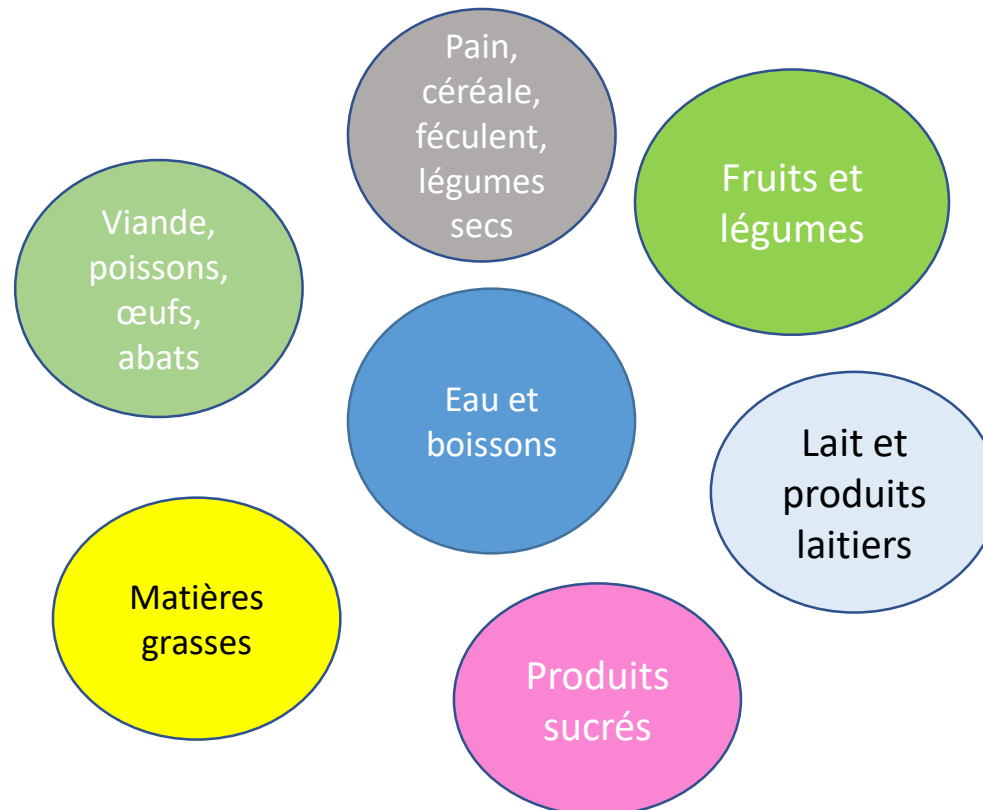 Pain,
céréale,
féculent,
légumes
secs
Fruits et
légumes
Viande,
poissons,
œufs,
abats
Eau et
boissons
Lait et
produits
laitiers
Matières
grasses
Produits
sucrés